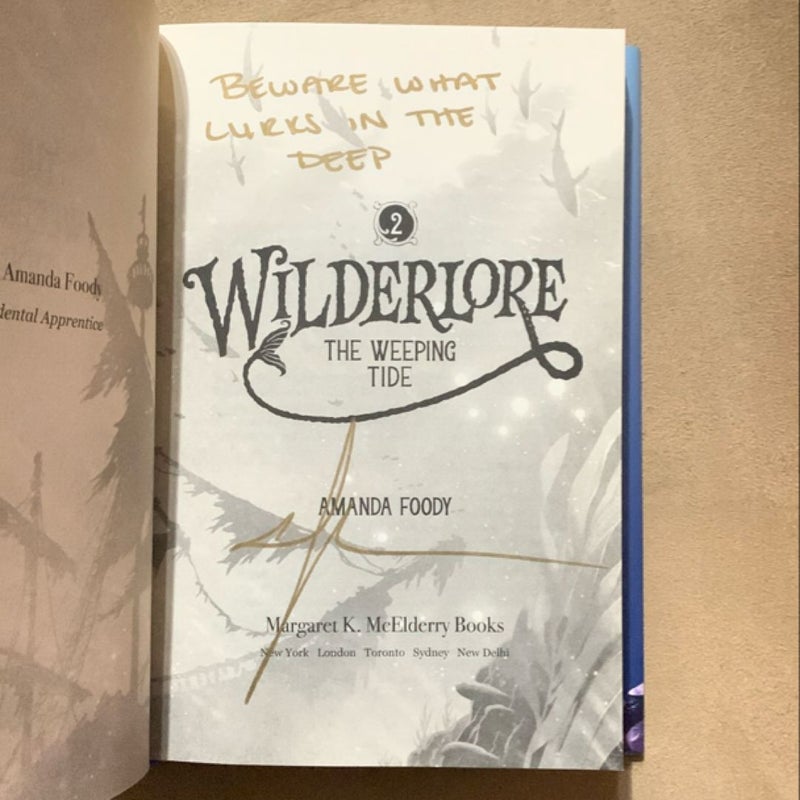 Amanda Foody
dental Apprentice
BEWARE WHAT
LURKS IN THE
DEEP
2
WILDERLORE
THE WEEPING
TIDE
AMANDA FOODY
Margaret K. McElderry Books
New York London Toronto Sydney New Delhi